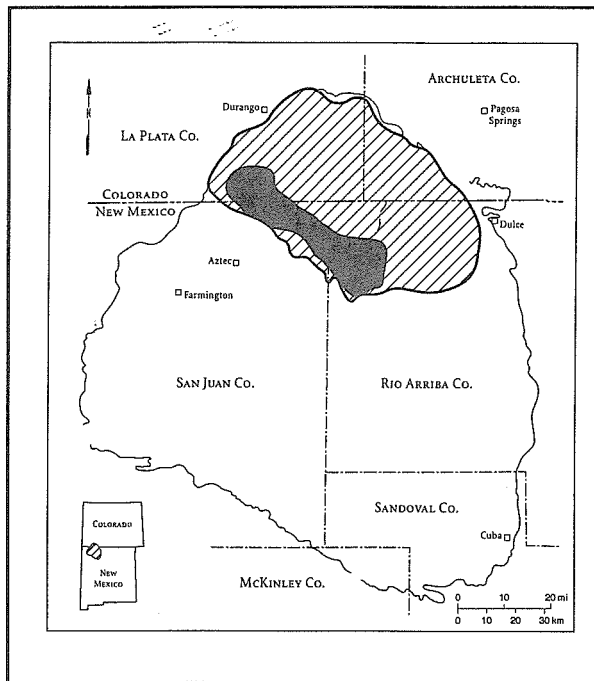 ARCHULETA CO.
Durango
Pagosa
Springs
N
LA PLATA CO.
COLORADO
NEW MEXICO
Dulce
Aztec
Farmington
SAN JUAN CO.
RIO ARRIBA CO.
SANDOVAL CO.
Cuba
COLORADO
NEW
MEXICO
MCKINLEY CO.
0 10 20 mi
0 10 20 30 km